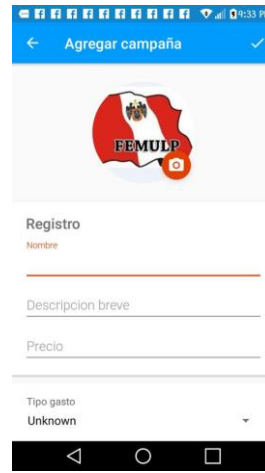 9:33 P
Agregar campaña
FEMULP
Registro
Nombre
Descripcion breve
Precio
Tipo gasto
Unknown